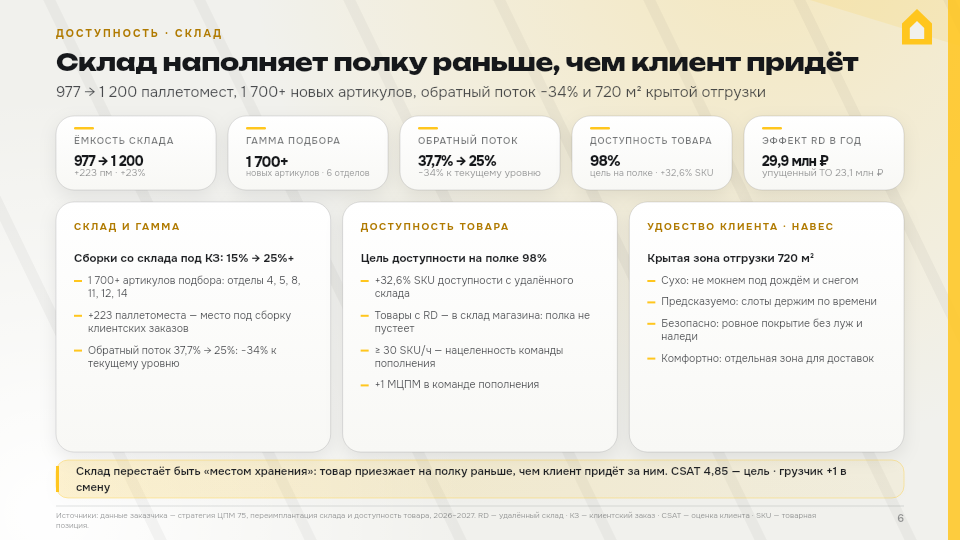 ДОСТУПНОСТЬ · СКЛАД
Склад наполняет полку раньше, чем клиент придёт
977 → 1 200 паллетомест, 1 700+ новых артикулов, обратный поток −34% и 720 м² крытой отгрузки
ЁМКОСТЬ СКЛАДА
977 → 1 200
+223 пм · +23%
ГАММА ПОДБОРА
1 700+
новых артикулов · 6 отделов
ОБРАТНЫЙ ПОТОК
37,7% → 25%
−34% к текущему уровню
ДОСТУПНОСТЬ ТОВАРА
98%
цель на полке · +32,6% SKU
ЭФФЕКТ RD В ГОД
29,9 млн ₽
упущенный ТО 23,1 млн ₽
СКЛАД И ГАММА
Сборки со склада под КЗ: 15% → 25%+
1 700+ артикулов подбора: отделы 4, 5, 8,
11, 12, 14
+223 паллетоместа — место под сборку
клиентских заказов
Обратный поток 37,7% → 25%: −34% к
текущему уровню
ДОСТУПНОСТЬ ТОВАРА
Цель доступности на полке 98%
+32,6% SKU доступности с удалённого
склада
Товары с RD — в склад магазина: полка не
пустеет
≥ 30 SKU/ч — нацеленность команды
пополнения
+1 МЦПМ в команде пополнения
УДОБСТВО КЛИЕНТА · НАВЕС
Крытая зона отгрузки 720 м²
Сухо: не мокнем под дождём и снегом
Предсказуемо: слоты держим по времени
Безопасно: ровное покрытие без луж и
наледи
Комфортно: отдельная зона для доставок
Склад перестаёт быть «местом хранения»: товар приезжает на полку раньше, чем клиент придёт за ним. CSAT 4,85 — цель · грузчик +1 в
смену
Источники: данные заказчика — стратегия ЦПМ 75, переимплантация склада и доступность товара, 2026–2027. RD — удалённый склад · КЗ — клиентский заказ · CSAT — оценка клиента · SKU — товарная
позиция.
6